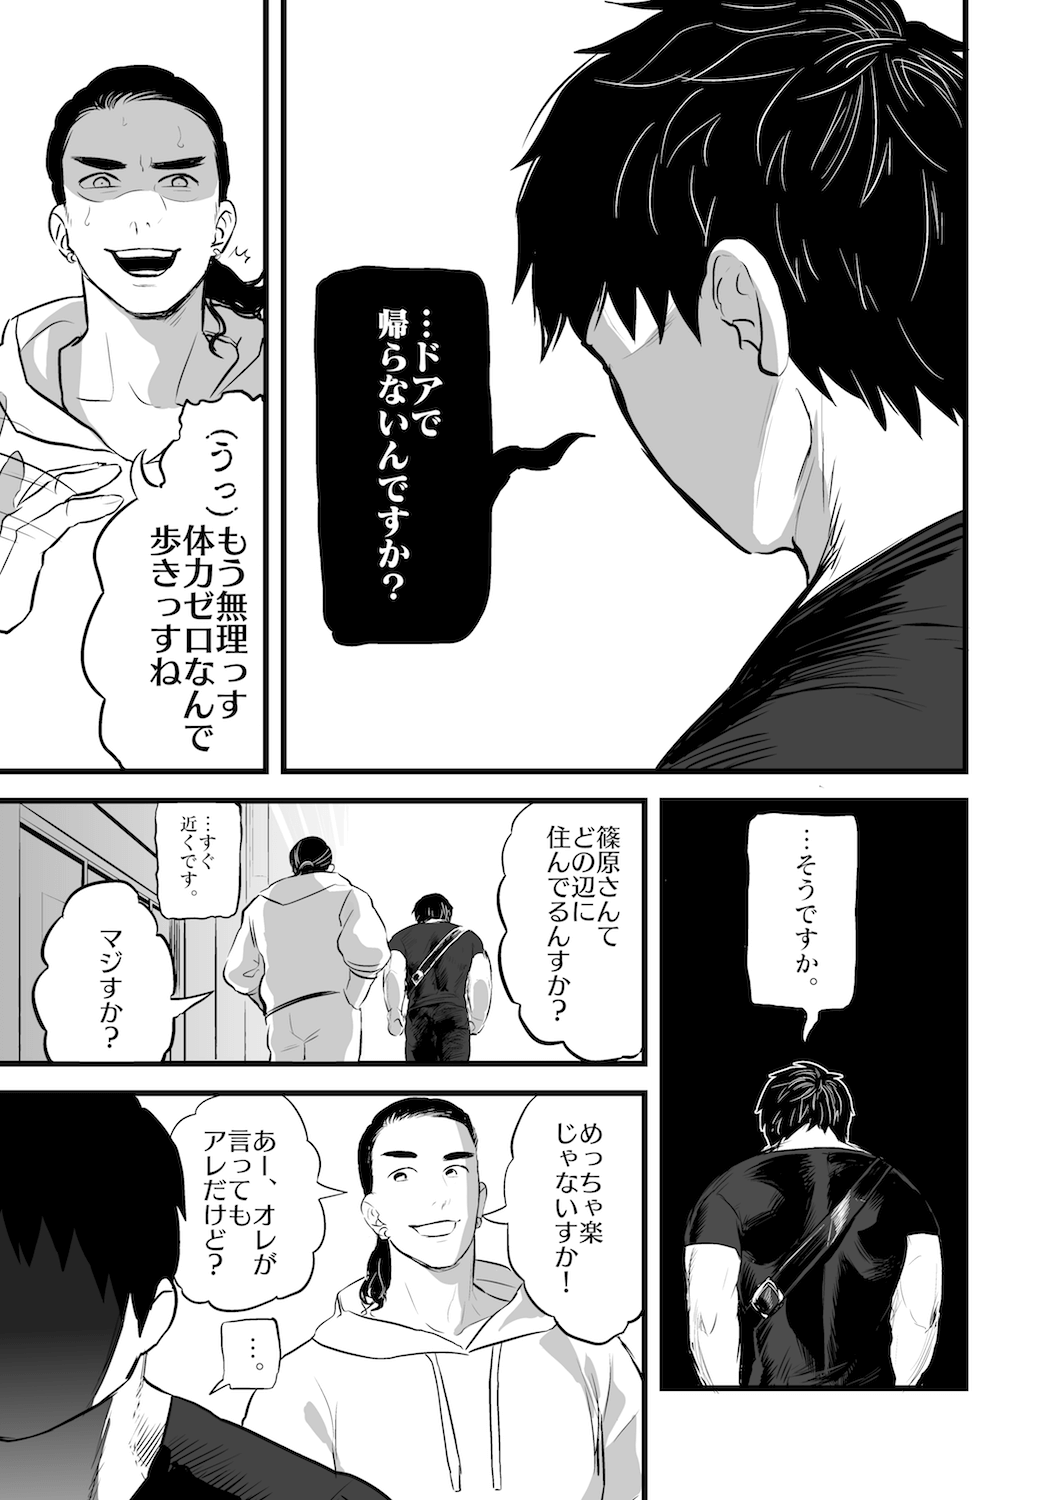 …ドアで
帰らないんですか？
(うっ)もう無理っす
体力ゼロなんで
歩きっすね
…そうですか。
篠原さんて
どの辺に
住んでるんすか？
…すぐ
近くです。
マジすか？
めっちゃ楽
じゃないすか！
あー、オレが
言っても
アレだけど？
…。